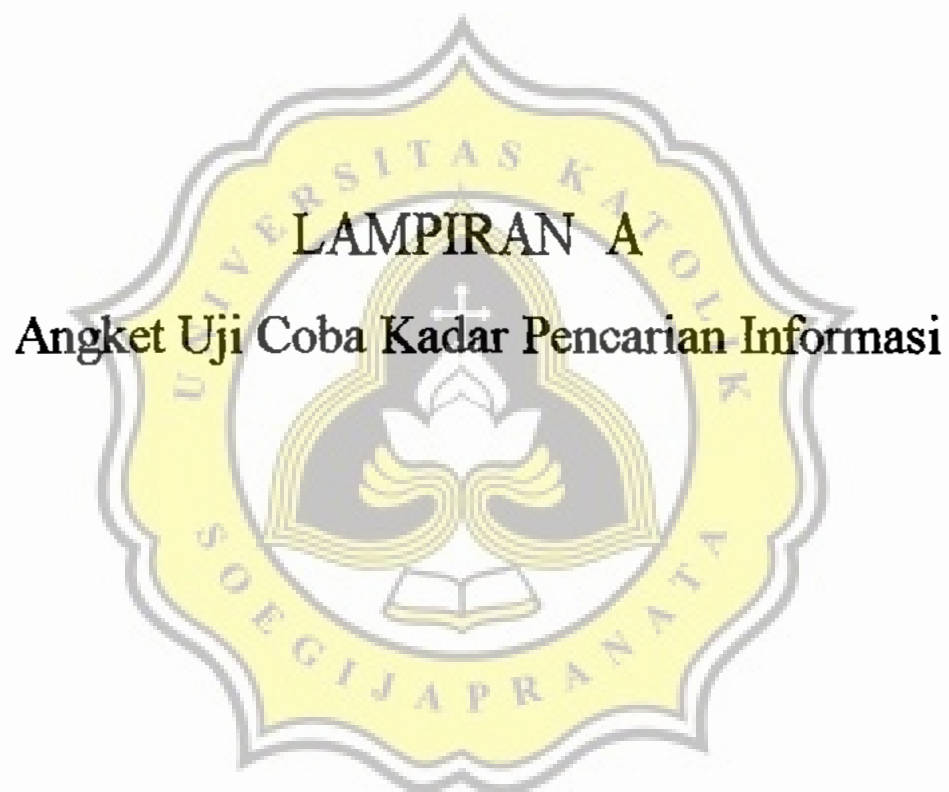 UNIVERSITAS KATOLIK
LAMPIRAN A
Angket Uji Coba Kadar Pencarian Informasi
SOEGIJAPRANATA